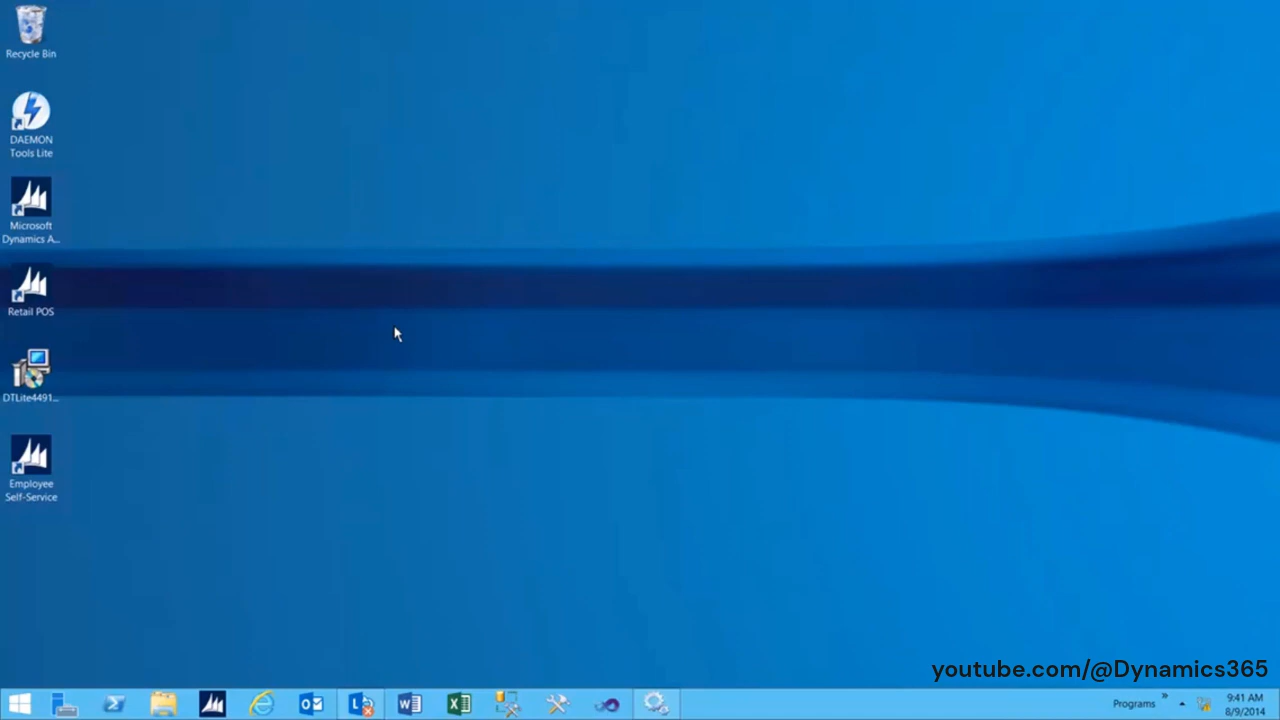 Recycle Bin
DAEMON
Tools Lite
Microsoft
Dynamics A...
Retail POS
DTLite4491...
Employee
Self-Service
youtube.com/@Dynamics365
Programs
9:41 AM
8/9/2014